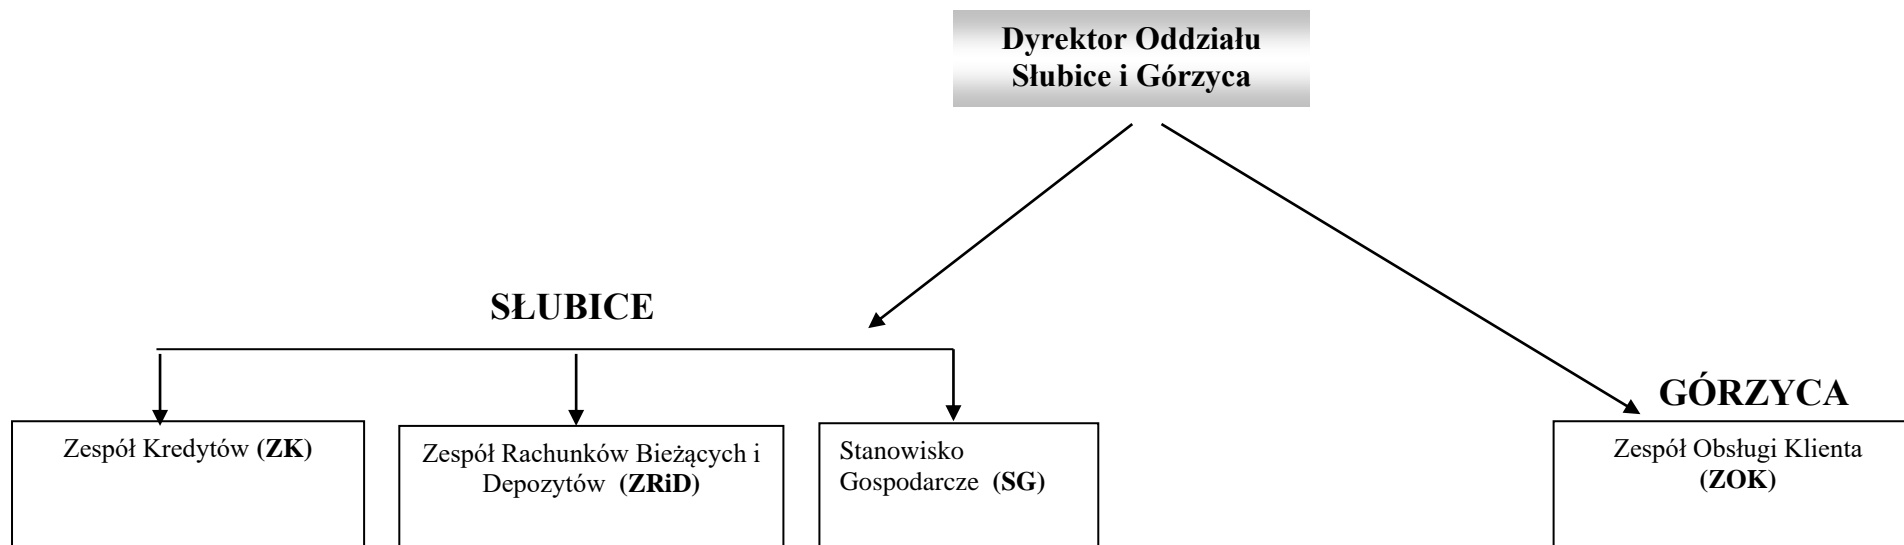 Dyrektor Oddziału
Słubice i Górzyca
SŁUBICE
GÓRZYCA
Zespół Kredytów (ZK)
Zespół Rachunków Bieżących i
Depozytów (ZRiD)
Stanowisko
Gospodarcze (SG)
Zespół Obsługi Klienta
(ZOK)